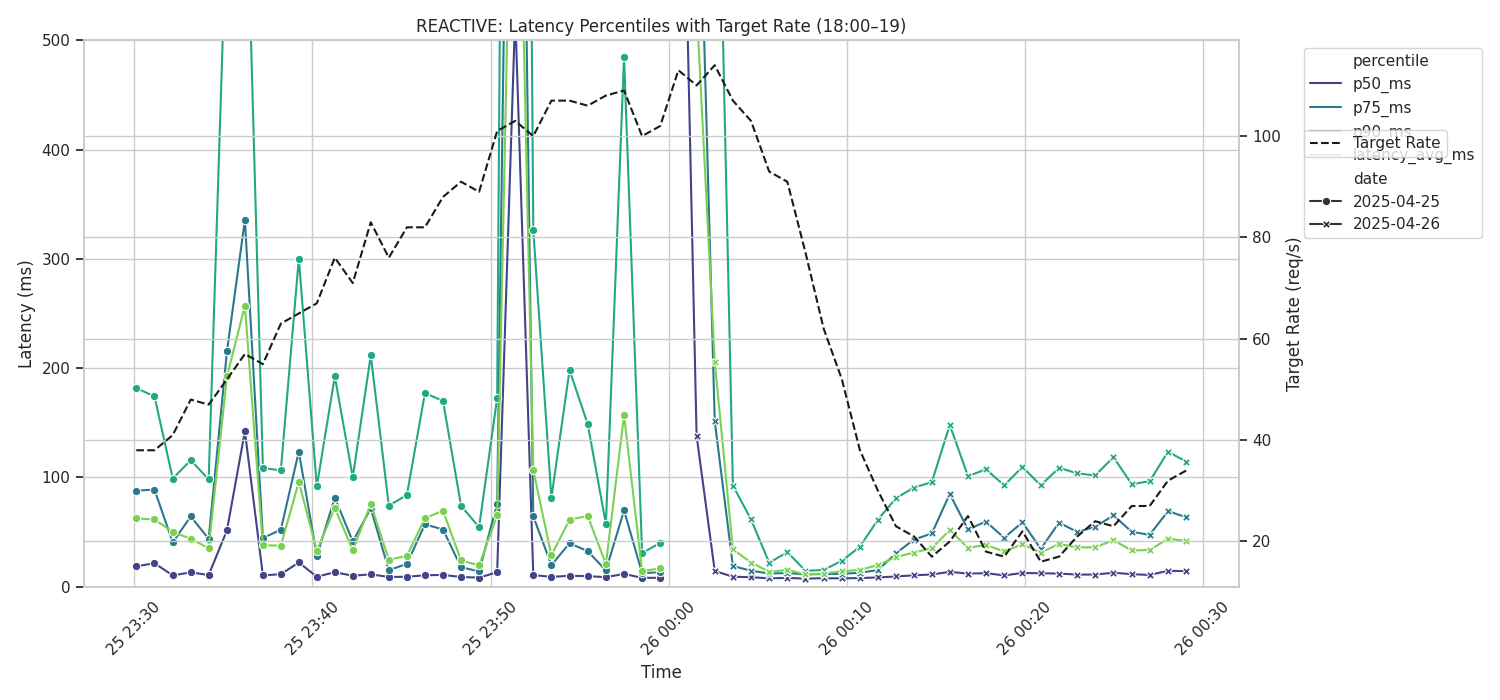 REACTIVE: Latency Percentiles with Target Rate (18:00–19)
500
400
300
200
100
0
Latency (ms)
100
80
60
40
20
Target Rate (req/s)
25 23:30
25 23:40
25 23:50
26 00:00
26 00:10
26 00:20
26 00:30
Time
percentile
p50_ms
p75_ms
p90_ms
Target Rate
latency_avg_ms
date
2025-04-25
2025-04-26